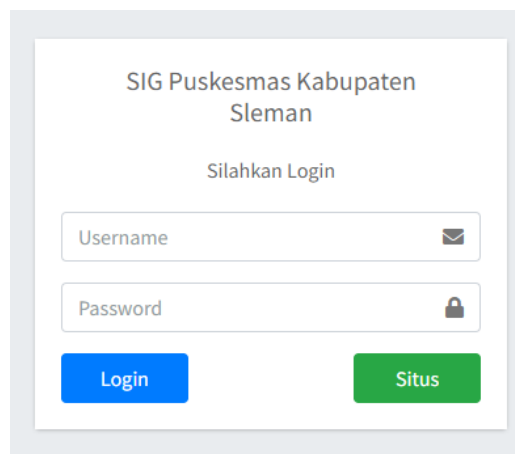 SIG Puskesmas Kabupaten
Sleman
Silahkan Login
Username
Password
Login
Situs